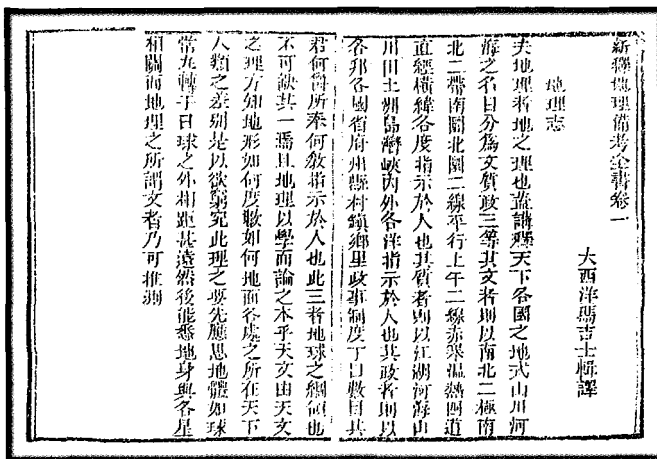 新釋地理備考全書卷一
大西洋瑪吉士輯譯
地理志
夫地理者地之理也蓋講釋天下各國之地式山川河
海之名目分為文質政三等其文者則以南北二極南
北二帶南圜北圜二線平行上午二線赤寒溫熱四道
直經橫緯各度指示於人也其質者則以江湖河海山
川田土洲島灣峽內外各洋指示於人也其政者則以
各邦各國省府州縣村鎮鄉里政事制度丁口數目其
君何爵所奉何教指示於人也此三者地球之綱領也
不可缺其一焉且地理以學而論之本乎天文由天文
之理方知地形如何度數如何地面各處之所在天下
人類之差別是以欲窮究此理之要先應思地體如球
常九轉于日球之外相距甚遠然後能悉地身與各星
相關而地理之所謂文者乃可推測